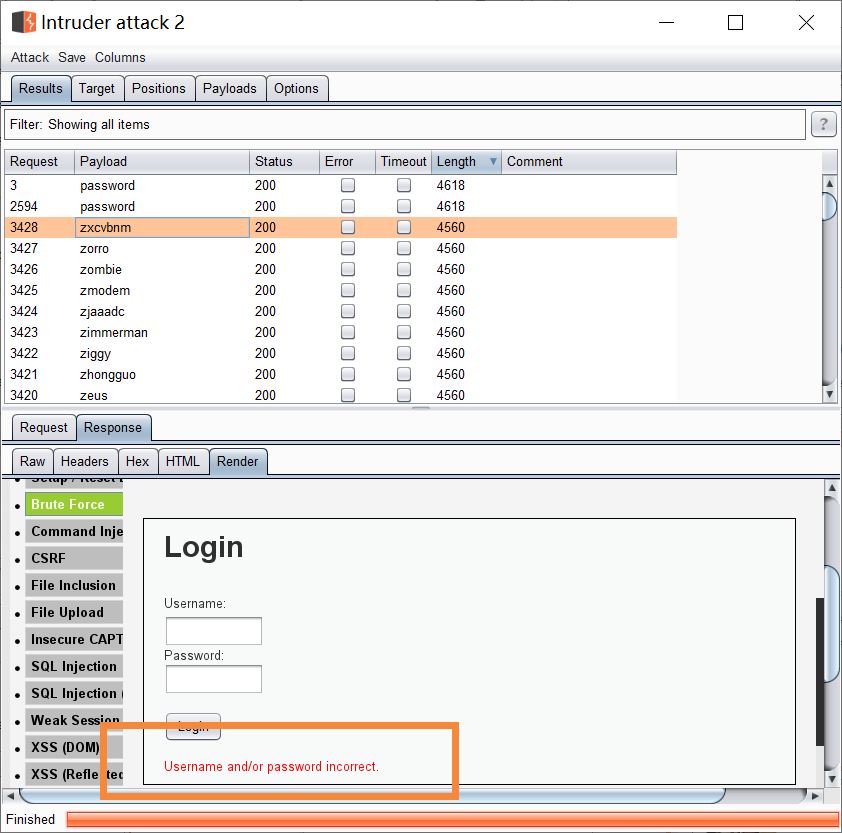 Intruder attack 2
Attack Save Columns
Results Target Positions Payloads Options
Filter: Showing all items ?
Request Payload Status Error Timeout Length Comment
3 password 200 4618
2594 password 200 4618
3428 zxcvbnm 200 4560
3427 zorro 200 4560
3426 zombie 200 4560
3425 zmodem 200 4560
3424 zjaaadc 200 4560
3423 zimmerman 200 4560
3422 ziggy 200 4560
3421 zhongguo 200 4560
3420 zeus 200 4560
Request Response
Raw Headers Hex HTML Render
Brute Force
Command Inje
CSRF
File Inclusion
File Upload
Insecure CAPT
SQL Injection
SQL Injection (
Weak Session
XSS (DOM)
XSS (Reflected
Login
Username:
Password:
Login
Username and/or password incorrect.
Finished